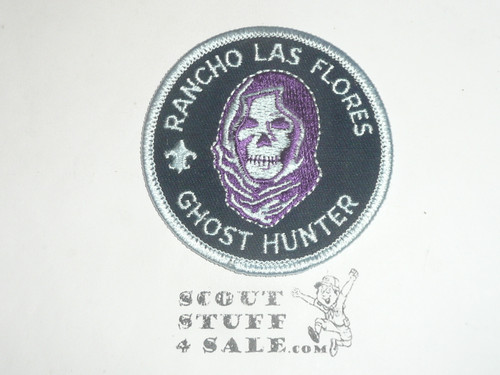 RANCHO LAS FLORES
GHOST HUNTER
SCOUT
STUFF
4 SALE.COM